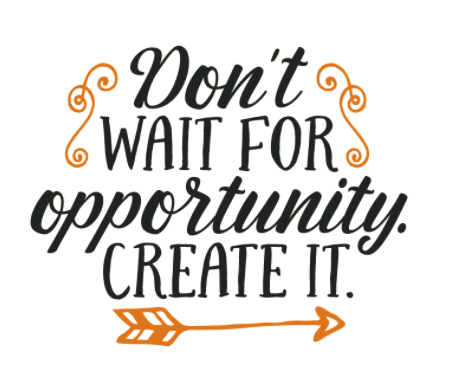 Don't
WAIT FOR
opportunity.
CREATE IT.